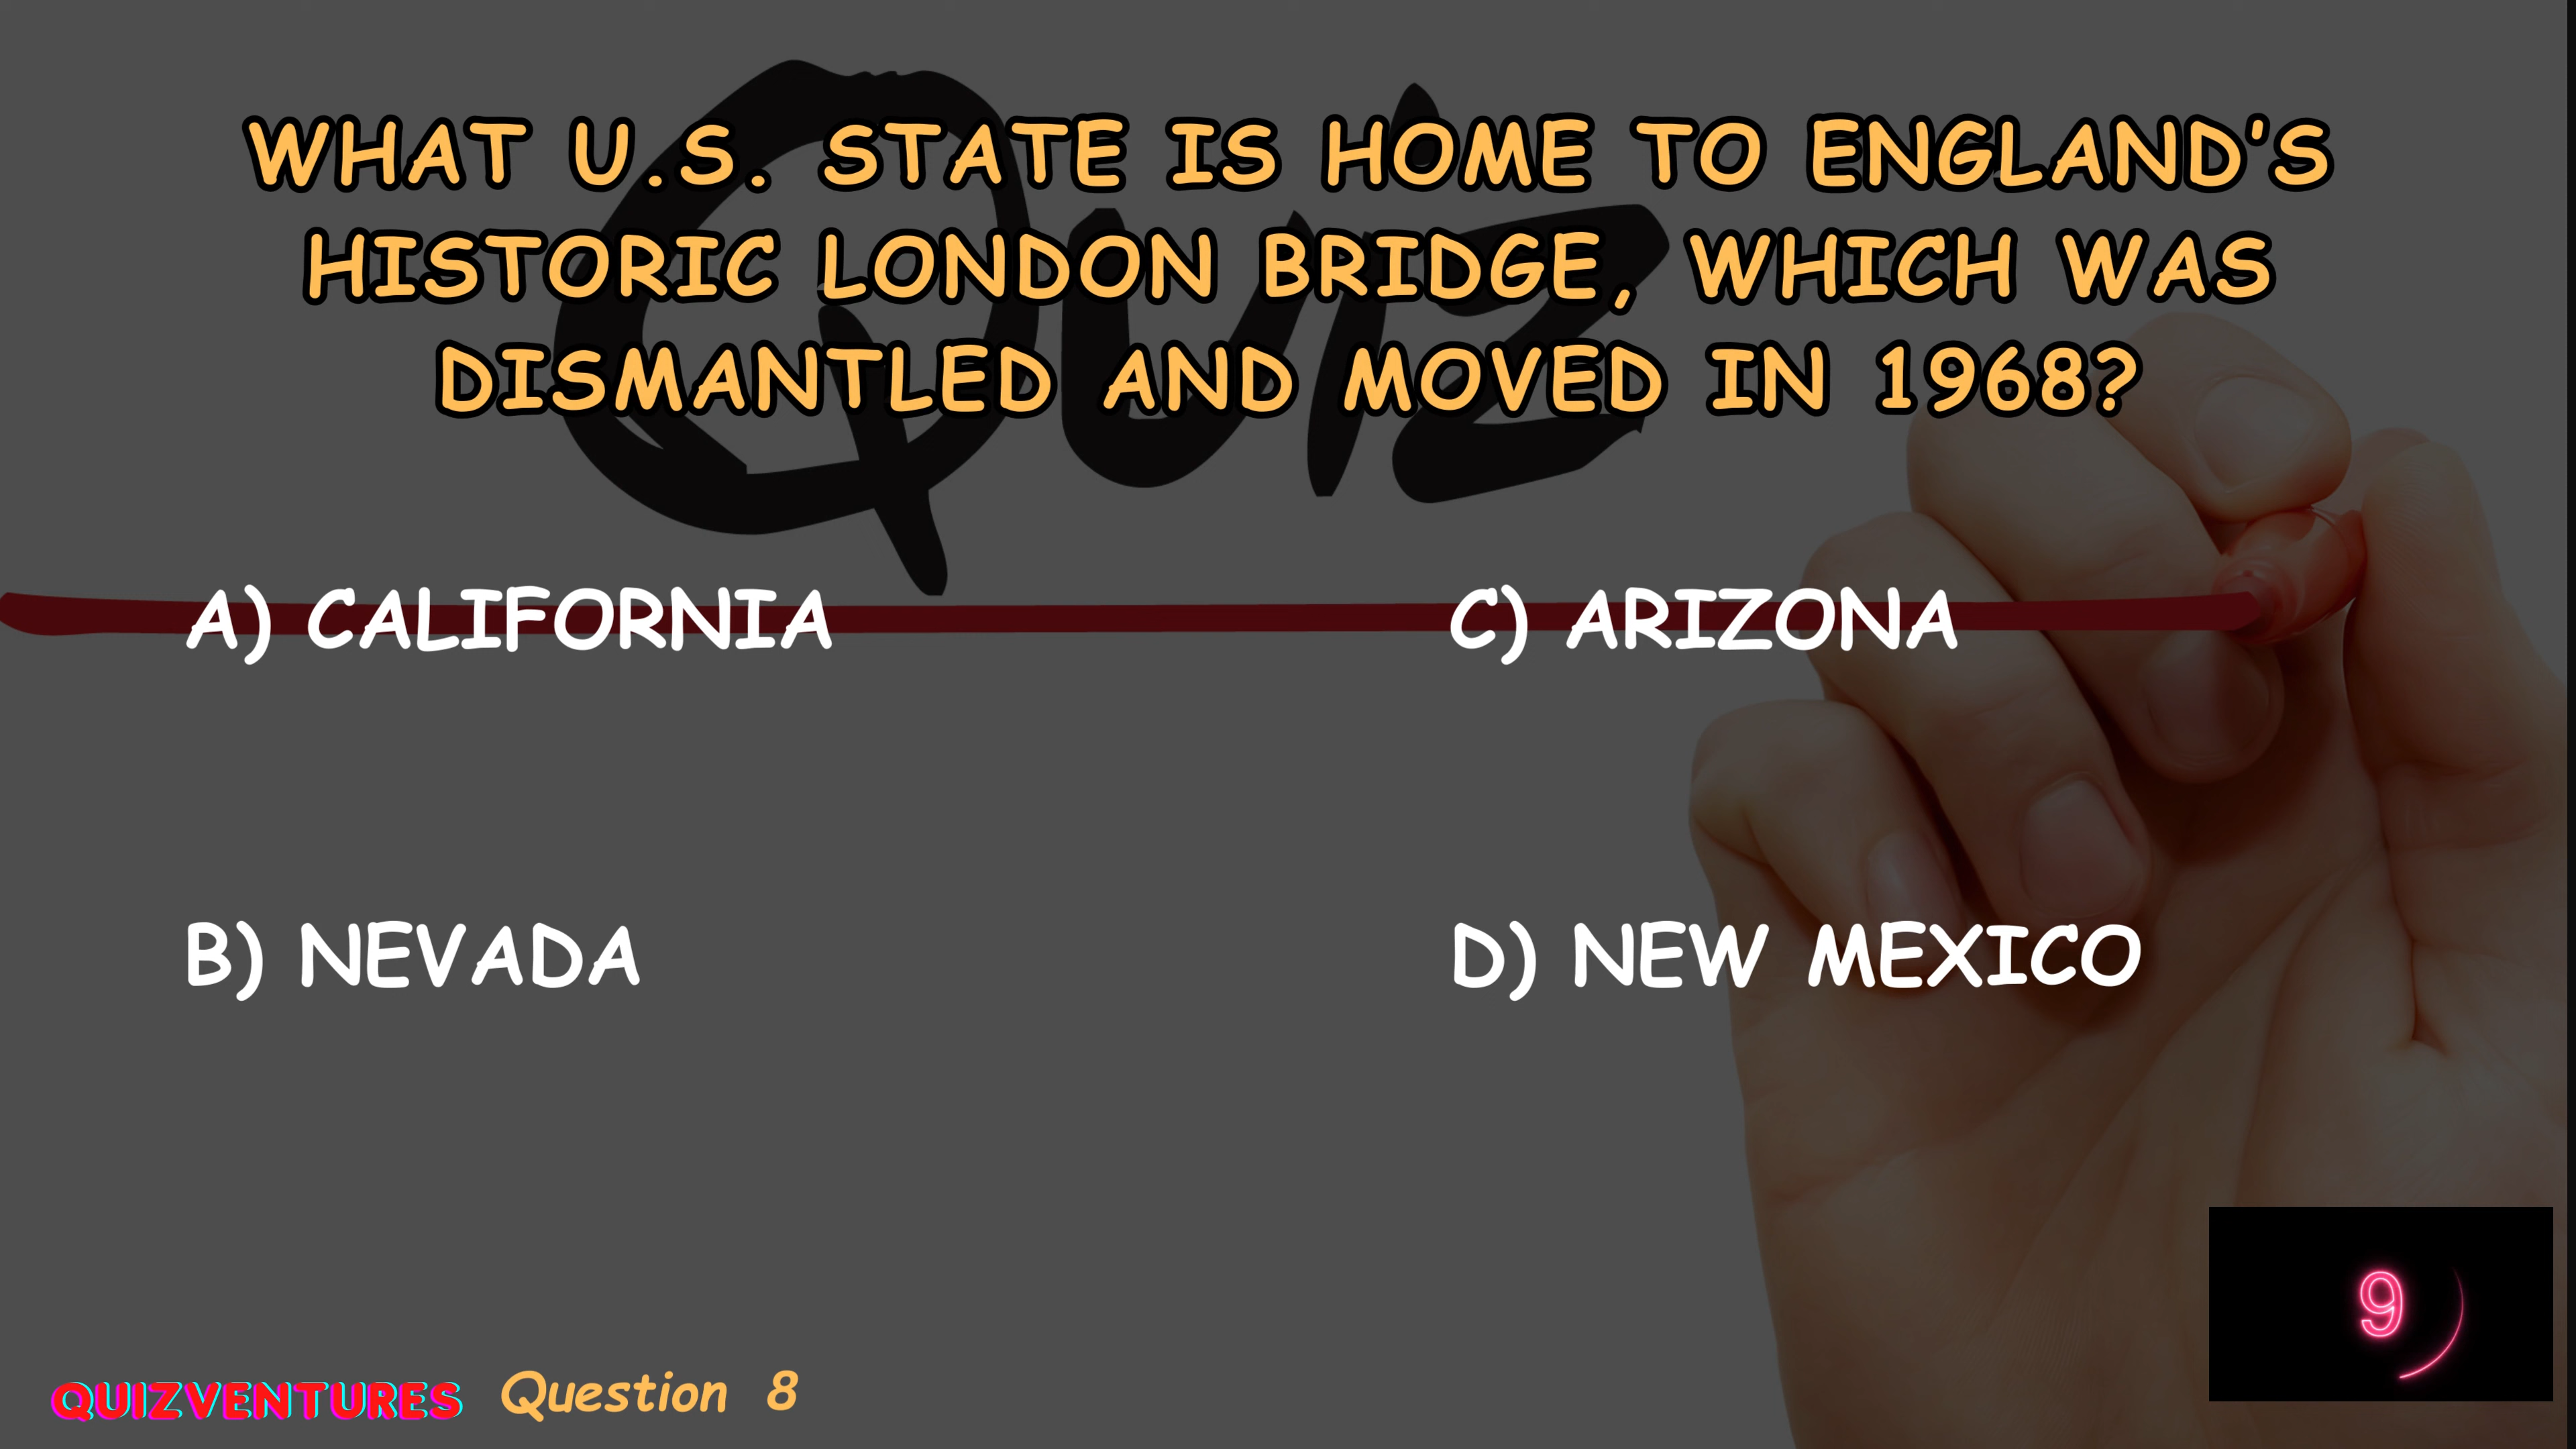 QUIZ
WHAT U.S. STATE IS HOME TO ENGLAND'S
HISTORIC LONDON BRIDGE, WHICH WAS
DISMANTLED AND MOVED IN 1968?
A) CALIFORNIA
C) ARIZONA
B) NEVADA
D) NEW MEXICO
9
QUIZVENTURES Question 8